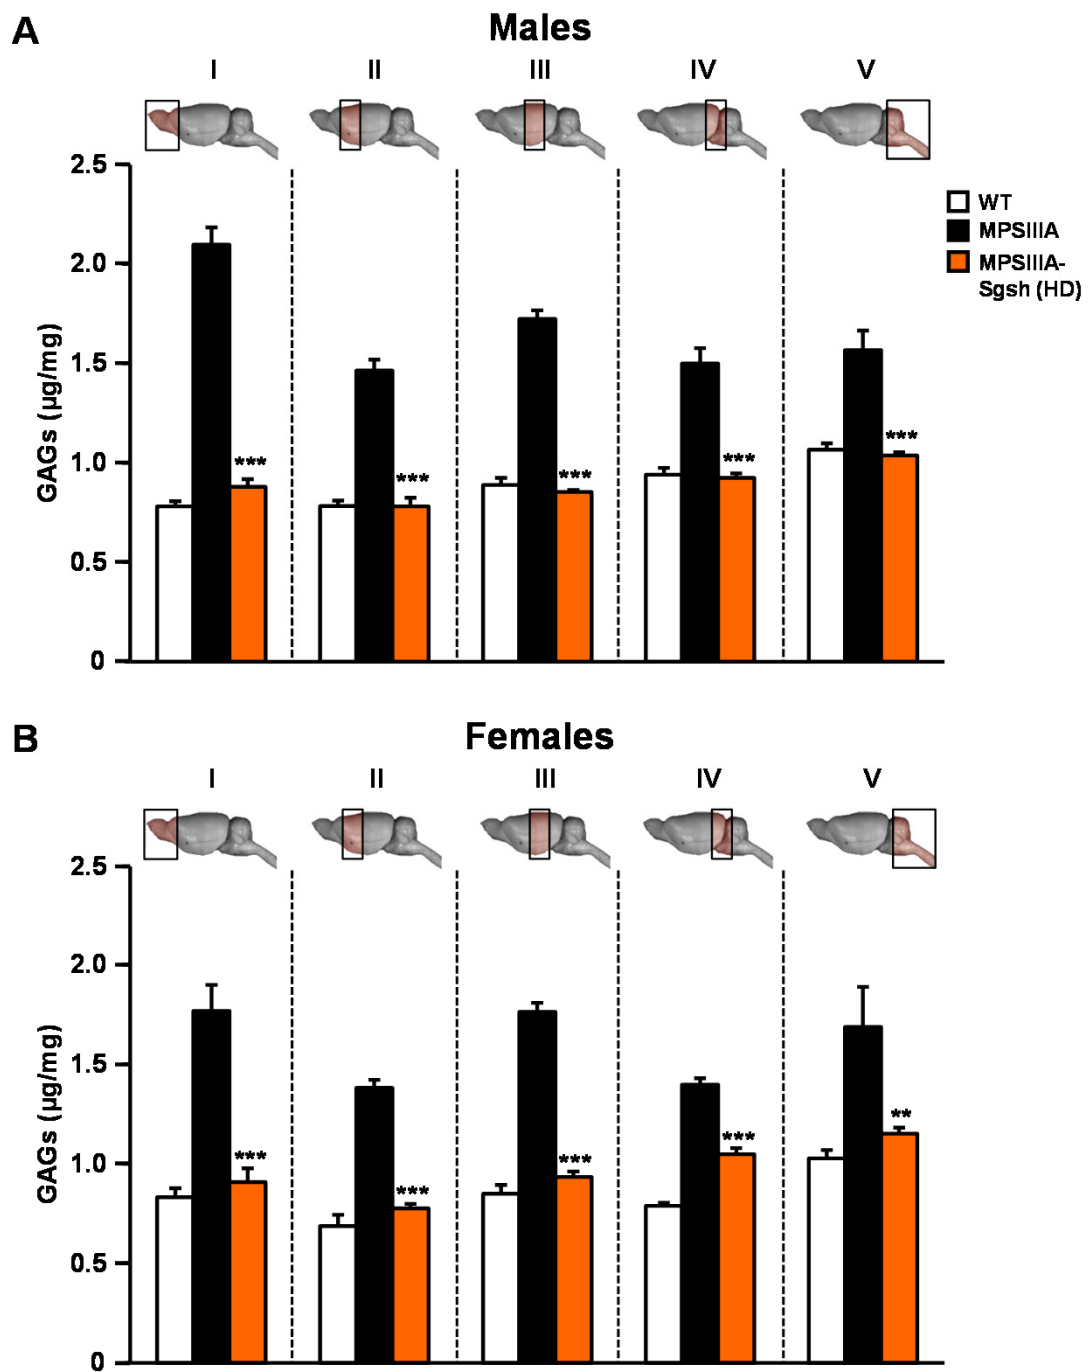 A
Males
I II III IV V
2.5
2.0
1.5
1.0
0.5
0
GAGs (µg/mg)
WT
MPSIIIA
MPSIIIA-
Sgsh (HD)
*** *** *** *** ***
B
Females
I II III IV V
2.5
2.0
1.5
1.0
0.5
0
GAGs (µg/mg)
*** *** *** *** **